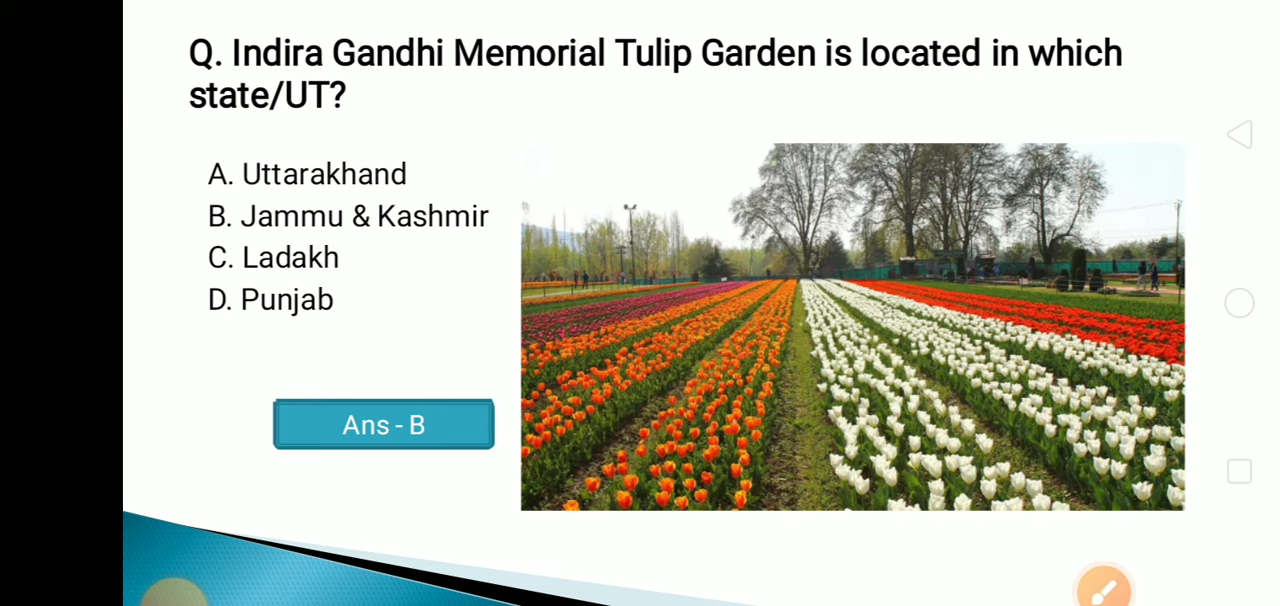 Q. Indira Gandhi Memorial Tulip Garden is located in which
state/UT?
A. Uttarakhand
B. Jammu & Kashmir
C. Ladakh
D. Punjab
Ans - B